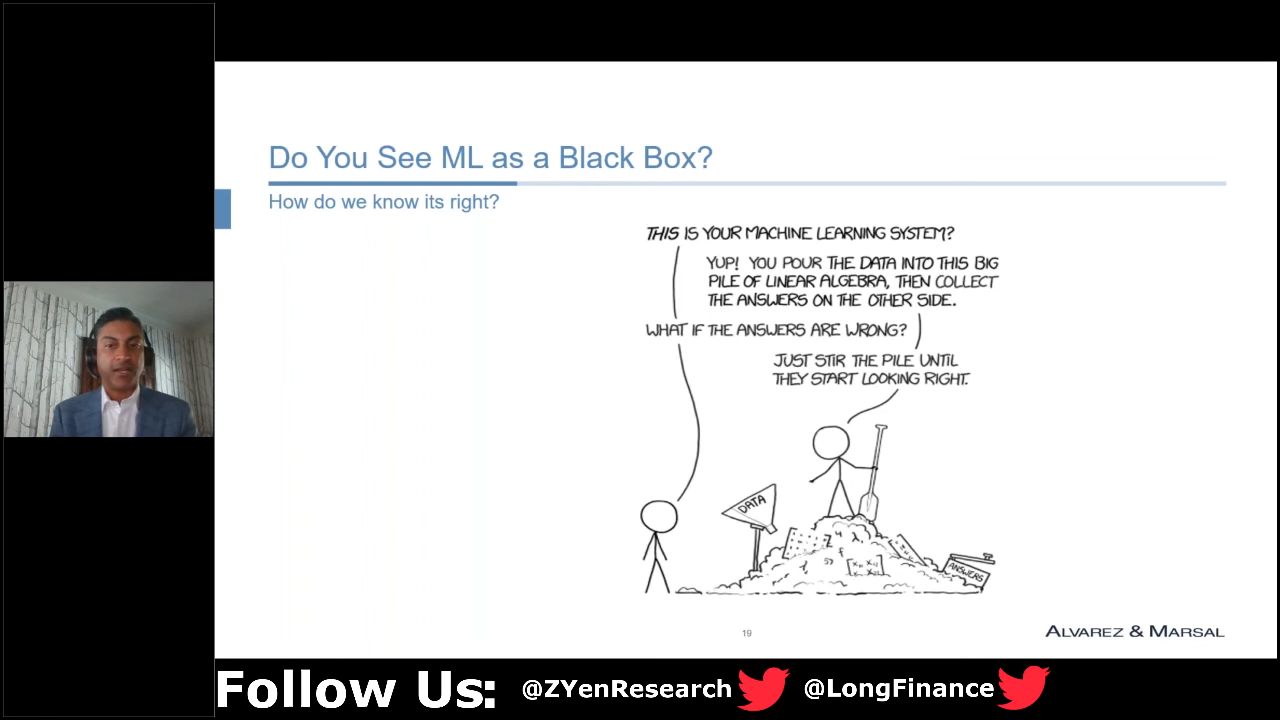 Do You See ML as a Black Box?
How do we know its right?
THIS IS YOUR MACHINE LEARNING SYSTEM?
YUP! YOU POUR THE DATA INTO THIS BIG
PILE OF LINEAR ALGEBRA, THEN COLLECT
THE ANSWERS ON THE OTHER SIDE.
WHAT IF THE ANSWERS ARE WRONG?
JUST STIR THE PILE UNTIL
THEY START LOOKING RIGHT.
DATA
ANSWERS
19
ALVAREZ & MARSAL
Follow Us: @ZYenResearch @LongFinance